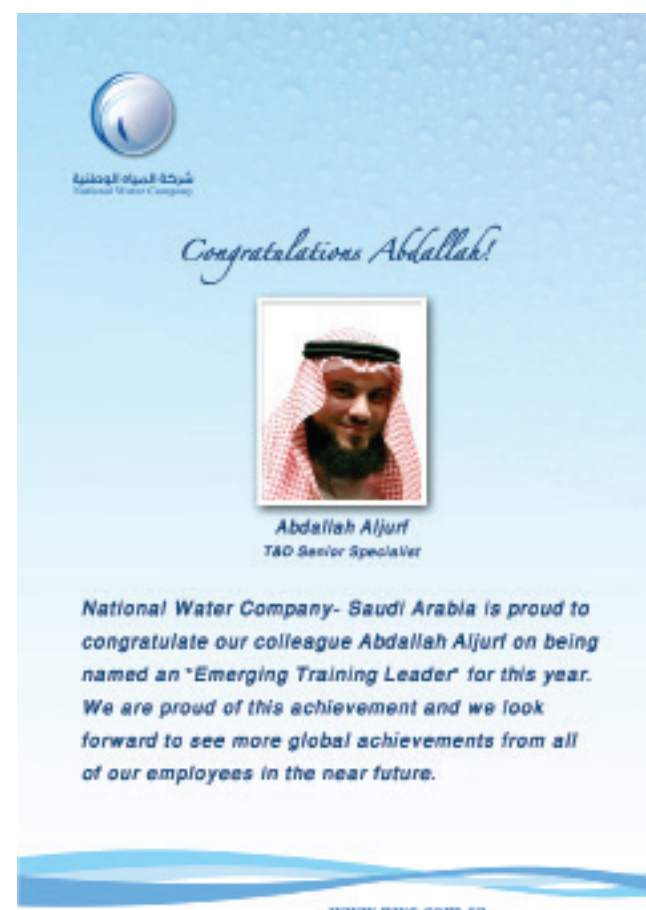 شركة المياه الوطنية
National Water Company
Congratulations Abdallah!
Abdallah Aljurf
T&D Senior Specialist
National Water Company- Saudi Arabia is proud to
congratulate our colleague Abdallah Aljurf on being
named an "Emerging Training Leader" for this year.
We are proud of this achievement and we look
forward to see more global achievements from all
of our employees in the near future.